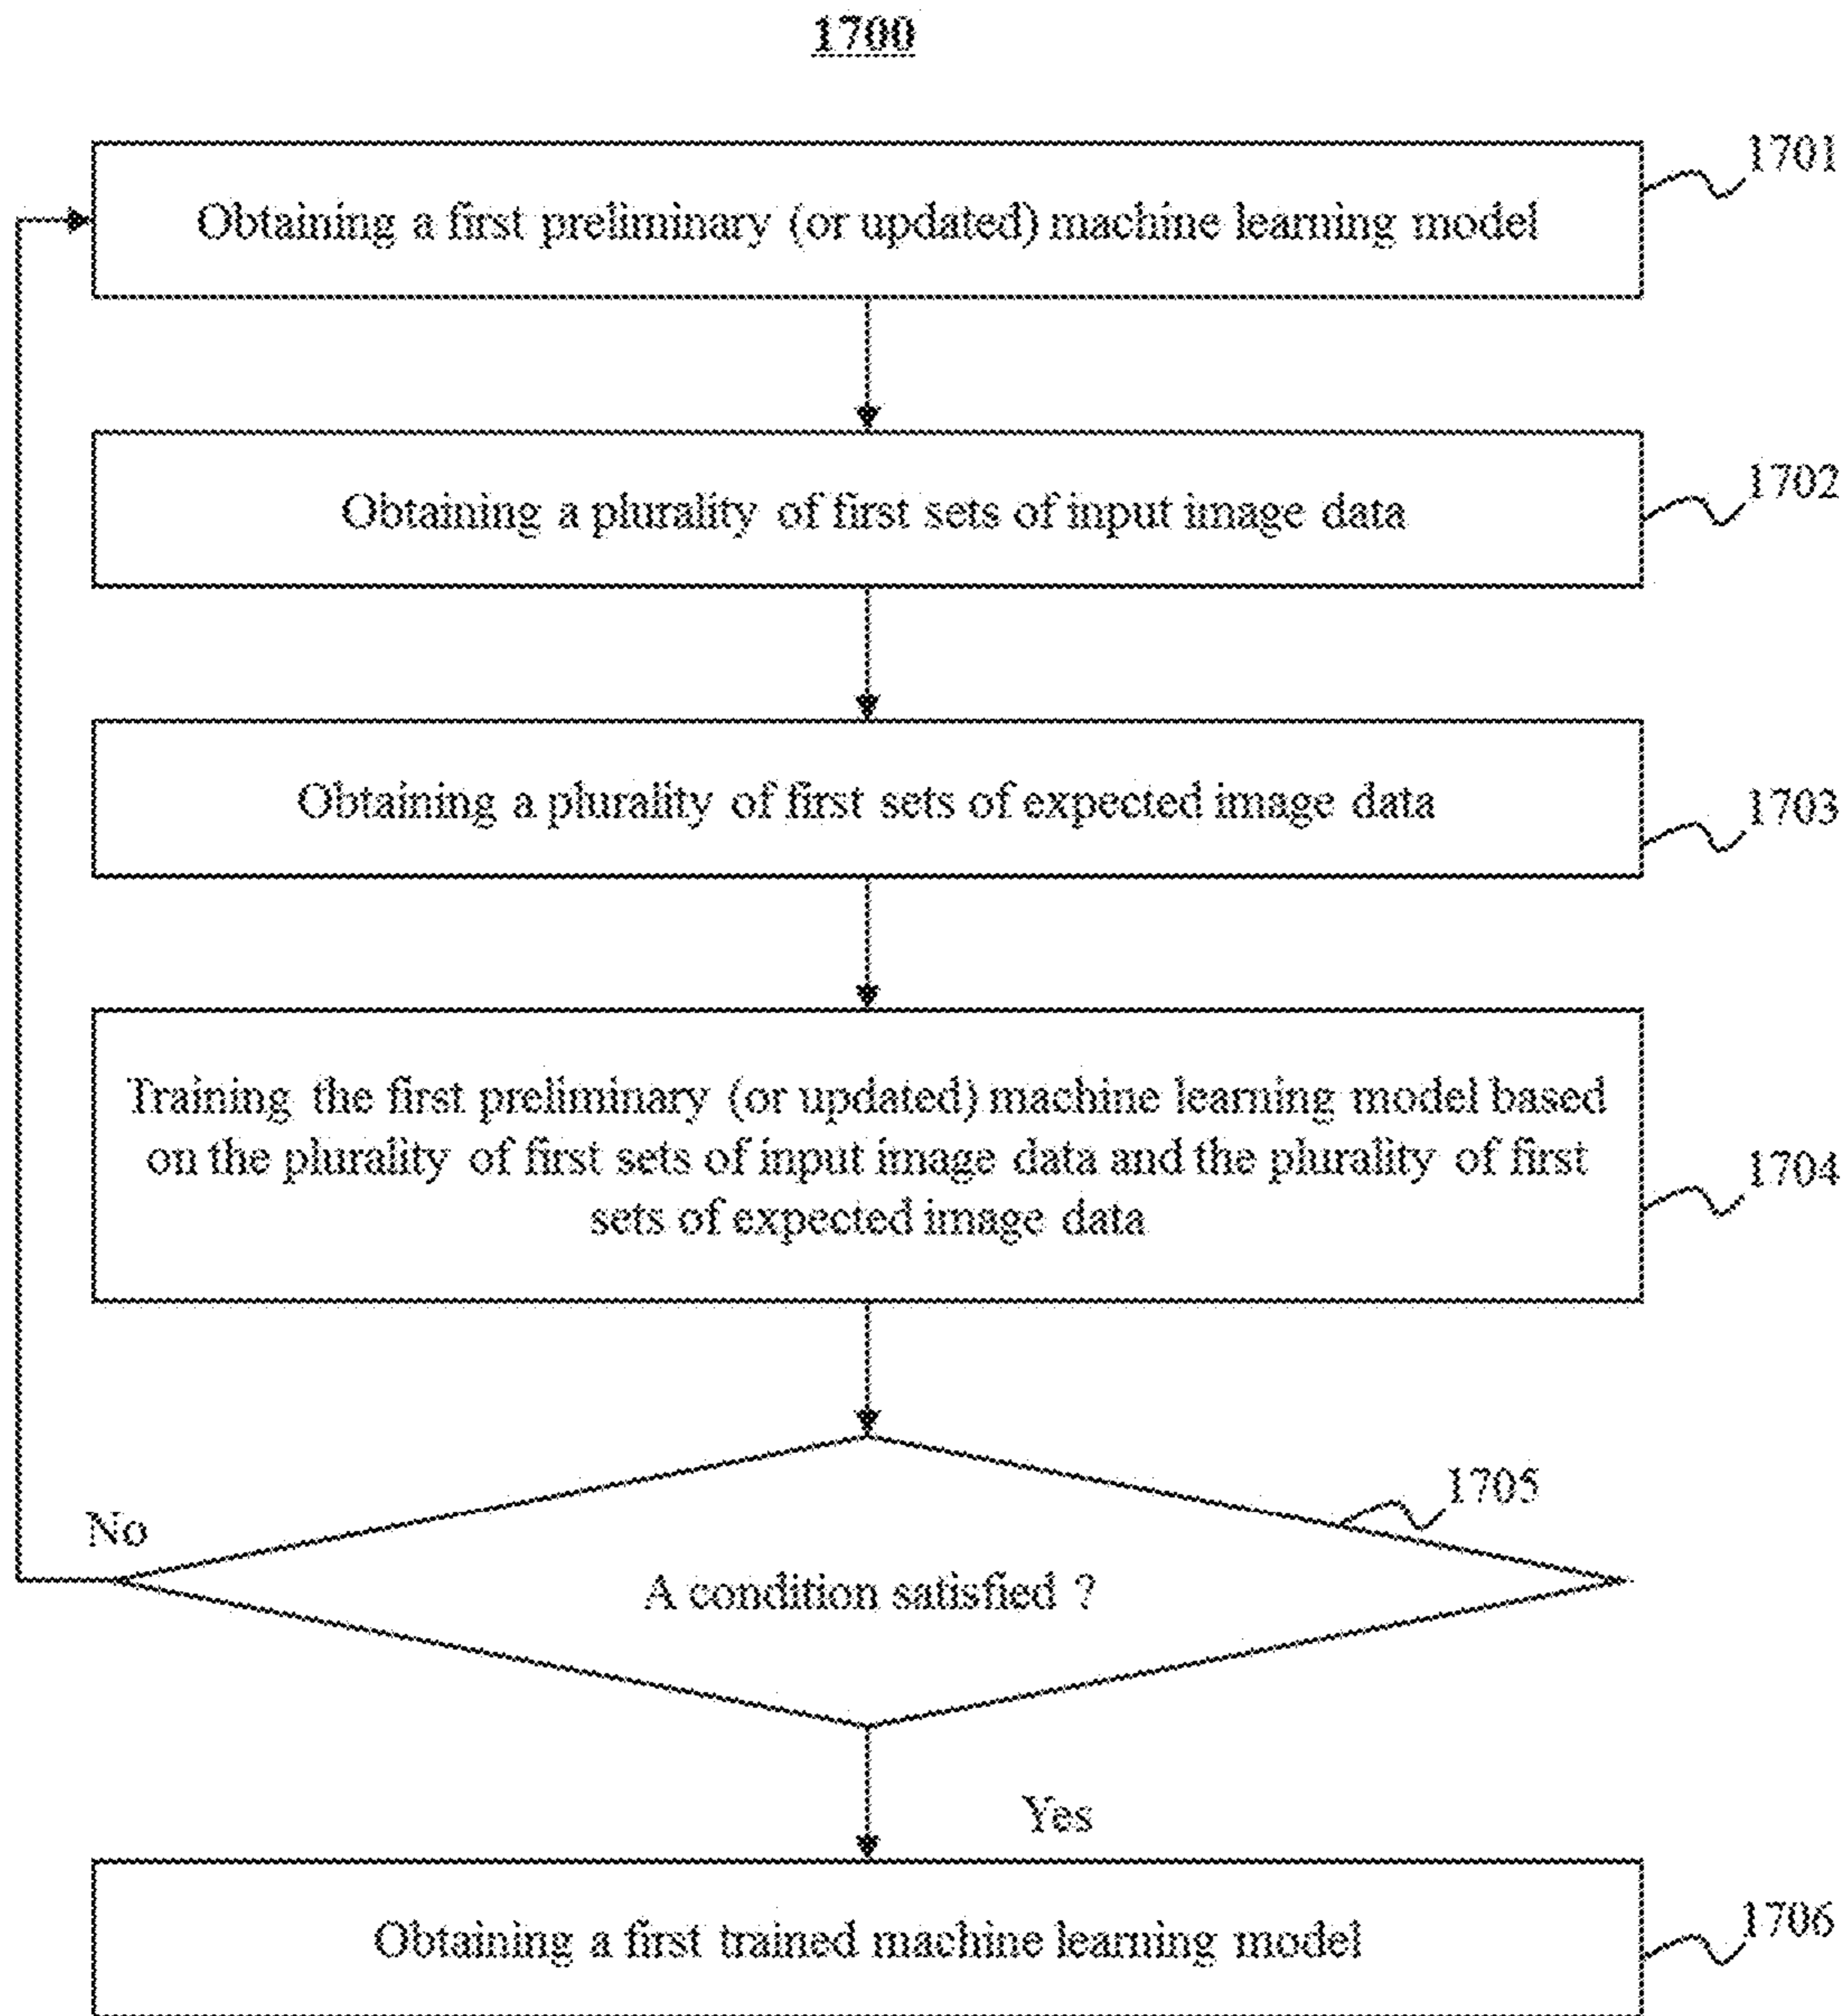 1700
1701
Obtaining a first preliminary (or updated) machine learning model
1702
Obtaining a plurality of first sets of input image data
1703
Obtaining a plurality of first sets of expected image data
Training the first preliminary (or updated) machine learning model based
on the plurality of first sets of input image data and the plurality of first
sets of expected image data
1704
1705
No
A condition satisfied ?
Yes
1706
Obtaining a first trained machine learning model